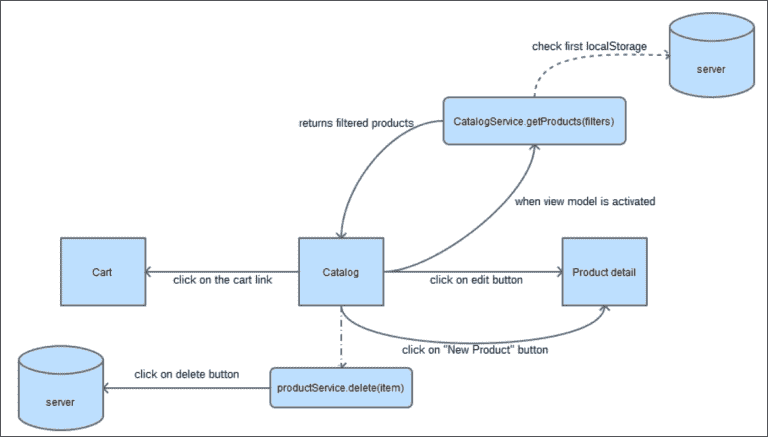 check first localStorage
server
returns filtered products
CatalogService.getProducts(filters)
when view model is activated
Cart
click on the cart link
Catalog
click on edit button
Product detail
click on "New Product" button
click on delete button
productService.delete(item)
server